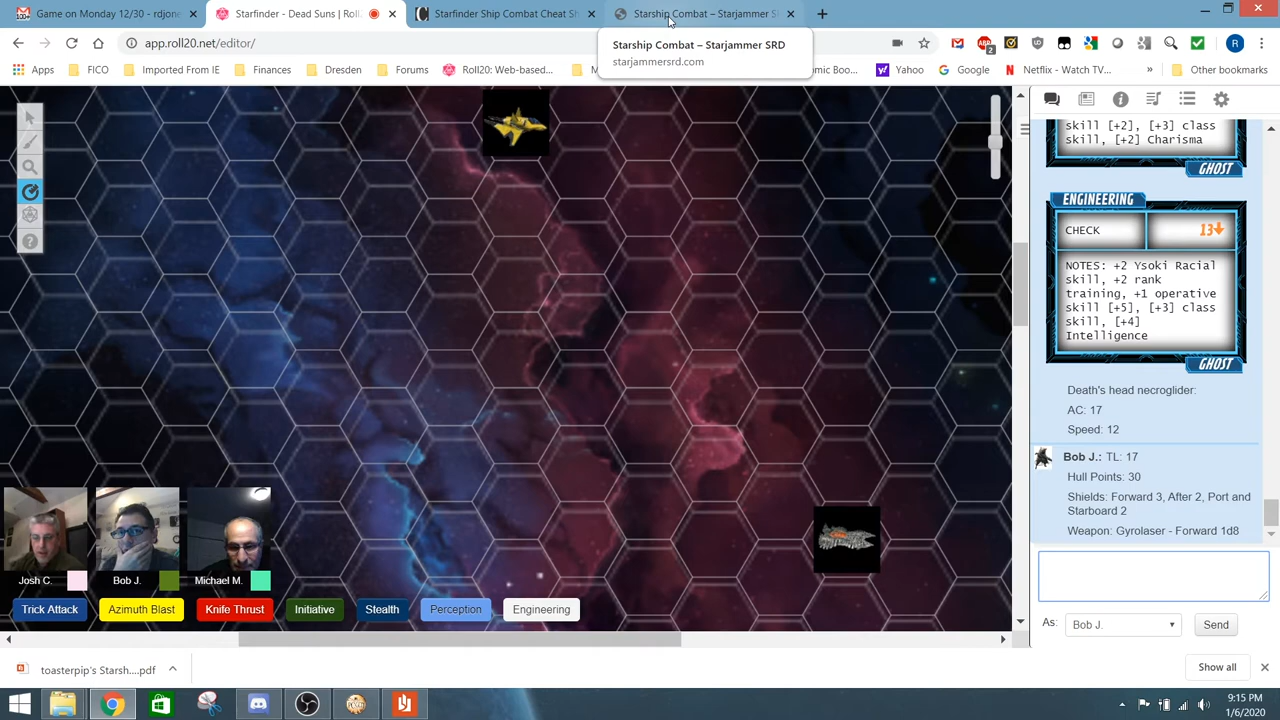 Game on Monday 12/30 - rdjone
Starfinder - Dead Suns | Roll
Starfinder Ship Combat Cheat Sh
Starship Combat – Starjammer S
app.roll20.net/editor/
Starship Combat – Starjammer SRD
starjammersrd.com
Apps
FICO
Imported From IE
Finances
Dresden
Forums
Roll20: Web-based...
omic Boo...
Yahoo
Google
Netflix - Watch TV...
»
Other bookmarks
skill [+2], [+3] class
skill, [+2] Charisma
GHOST
ENGINEERING
CHECK
13
NOTES: +2 Ysoki Racial
skill, +2 rank
training, +1 operative
skill [+5], [+3] class
skill, [+4]
Intelligence
GHOST
Death's head necroglider:
AC: 17
Speed: 12
Bob J.: TL: 17
Hull Points: 30
Shields: Forward 3, After 2, Port and
Starboard 2
Weapon: Gyrolaser - Forward 1d8
Josh C.
Bob J.
Michael M.
Trick Attack
Azimuth Blast
Knife Thrust
Initiative
Stealth
Perception
Engineering
As:
Bob J.
Send
toasterpip's Starsh....pdf
Show all
9:15 PM
1/6/2020